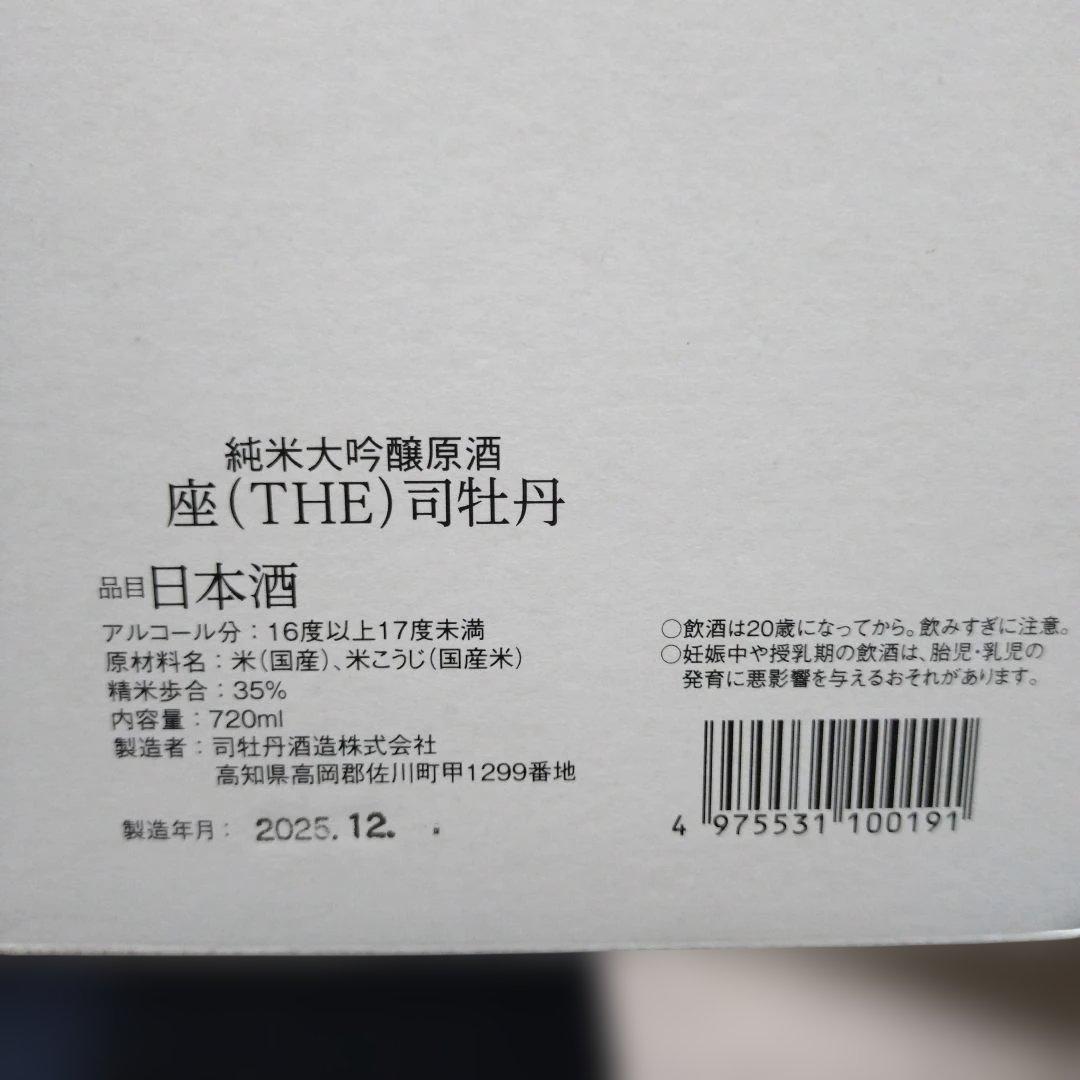 純米大吟醸原酒
座（THE）司牡丹
品目日本酒
アルコール分：16度以上17度未満
原材料名：米（国産）、米こうじ（国産米）
精米歩合：35%
内容量：720ml
製造者：司牡丹酒造株式会社
高知県高岡郡佐川町甲1299番地
製造年月：2025.12.
○飲酒は20歳になってから。飲みすぎに注意。
○妊娠中や授乳期の飲酒は、胎児・乳児の
発育に悪影響を与えるおそれがあります。
4 975531 100191